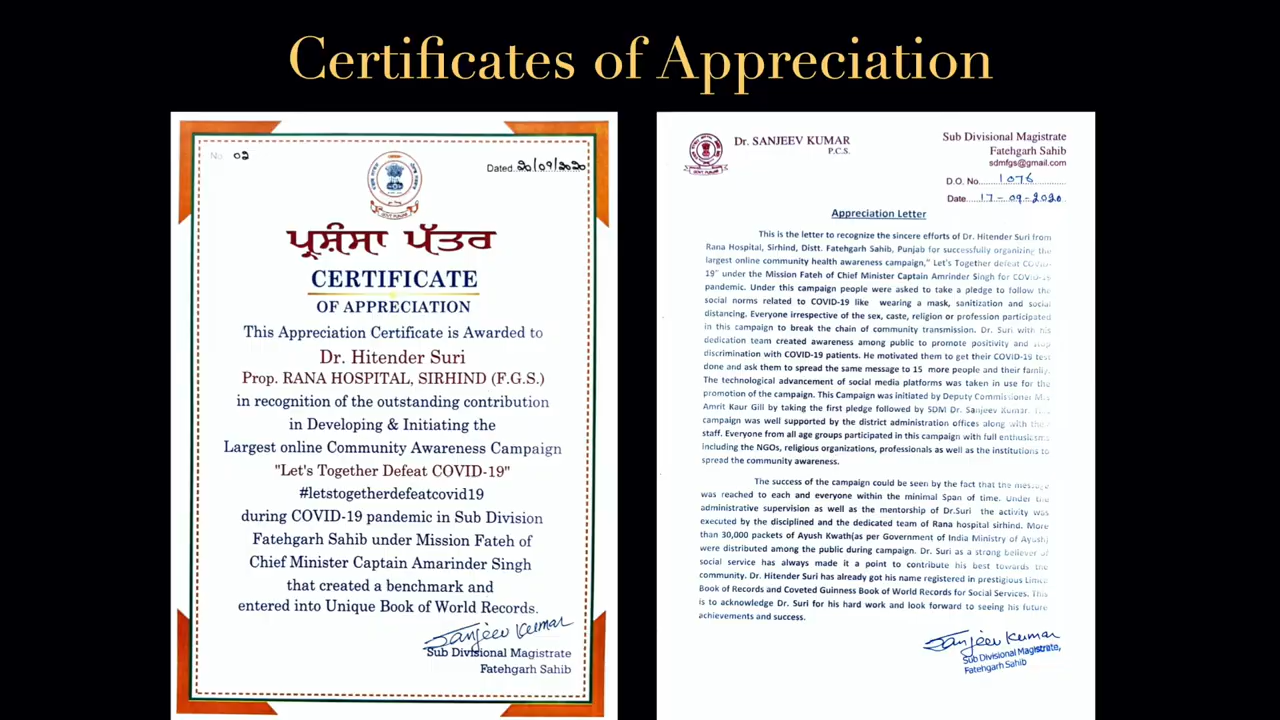 Certificates of Appreciation
No. 02
Dated 20/09/2020
ਪ੍ਰਸ਼ੰਸਾ ਪੱਤਰ
CERTIFICATE
OF APPRECIATION
This Appreciation Certificate is Awarded to
Dr. Hitender Suri
Prop. RANA HOSPITAL, SIRHIND (F.G.S.)
in recognition of the outstanding contribution
in Developing & Initiating the
Largest online Community Awareness Campaign
"Let's Together Defeat COVID-19"
#letstogetherdefeatcovid19
during COVID-19 pandemic in Sub Division
Fatehgarh Sahib under Mission Fateh of
Chief Minister Captain Amarinder Singh
that created a benchmark and
entered into Unique Book of World Records.
Sanjeev Kumar
Sub Divisional Magistrate
Fatehgarh Sahib
Dr. SANJEEV KUMAR
P.C.S.
Sub Divisional Magistrate
Fatehgarh Sahib
sdmfgs@gmail.com
D.O. No. 1076
Date 17-09-2020
Appreciation Letter
This is the letter to recognize the sincere efforts of Dr. Hitender Suri from
Rana Hospital, Sirhind, Distt. Fatehgarh Sahib, Punjab for successfully organizing the
largest online community health awareness campaign," Let's Together defeat COVID-
19" under the Mission Fateh of Chief Minister Captain Amrinder Singh for COVID-19
pandemic. Under this campaign people were asked to take a pledge to follow the
social norms related to COVID-19 like wearing a mask, sanitization and social
distancing. Everyone irrespective of the sex, caste, religion or profession participated
in this campaign to break the chain of community transmission. Dr. Suri with his
dedication team created awareness among public to promote positivity and stop
discrimination with COVID-19 patients. He motivated them to get their COVID-19 test
done and ask them to spread the same message to 15 more people and their family.
The technological advancement of social media platforms was taken in use for the
promotion of the campaign. This Campaign was initiated by Deputy Commissioner
Amrit Kaur Gill by taking the first pledge followed by SDM Dr. Sanjeev Kumar.
campaign was well supported by the district administration offices along with their
staff. Everyone from all age groups participated in this campaign with full enthusiasm
including the NGOs, religious organizations, professionals as well as the institutions to
spread the community awareness.
The success of the campaign could be seen by the fact that the message
was reached to each and everyone within the minimal Span of time. Under the
administrative supervision as well as the mentorship of Dr.Suri the activity was
executed by the disciplined and the dedicated team of Rana hospital sirhind. More
than 30,000 packets of Ayush Kwath(as per Government of India Ministry of Ayush)
were distributed among the public during campaign. Dr. Suri as a strong believer of
social service has always made it a point to contribute his best towards the
community. Dr. Hitender Suri has already got his name registered in prestigious Limca
Book of Records and Coveted Guinness Book of World Records for Social Services. This
is to acknowledge Dr. Suri for his hard work and look forward to seeing his future
achievements and success.
Sanjeev Kumar
Sub Divisional Magistrate,
Fatehgarh Sahib